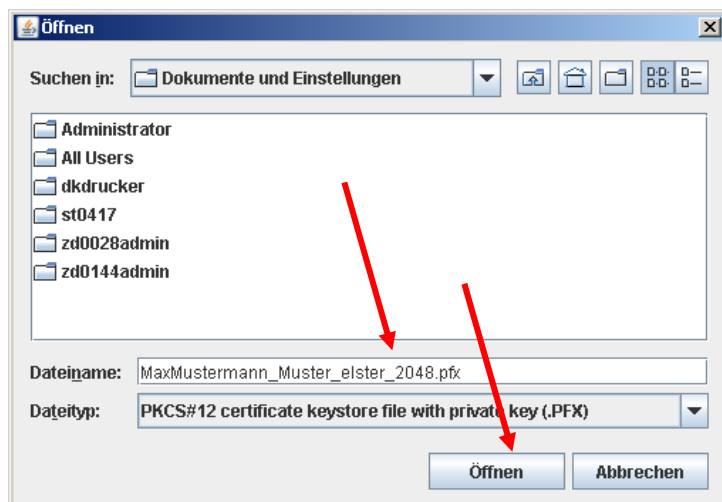 Öffnen
Suchen in: Dokumente und Einstellungen
Administrator
All Users
dkdrucker
st0417
zd0028admin
zd0144admin
Dateiname: MaxMustermann_Muster_elster_2048.pfx
Dateityp: PKCS#12 certificate keystore file with private key (.PFX)
Öffnen Abbrechen